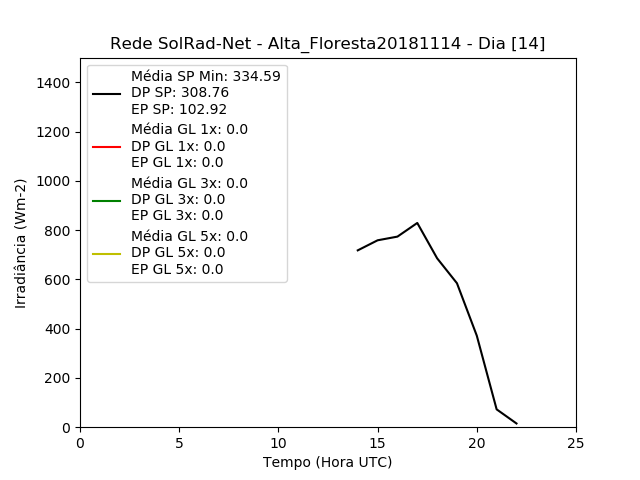 Rede SolRad-Net - Alta_Floresta20181114 - Dia [14]
Média SP Min: 334.59
DP SP: 308.76
EP SP: 102.92
Média GL 1x: 0.0
DP GL 1x: 0.0
EP GL 1x: 0.0
Média GL 3x: 0.0
DP GL 3x: 0.0
EP GL 3x: 0.0
Média GL 5x: 0.0
DP GL 5x: 0.0
EP GL 5x: 0.0
Irradiância (Wm-2)
1400
1200
1000
800
600
400
200
0
0 5 10 15 20 25
Tempo (Hora UTC)